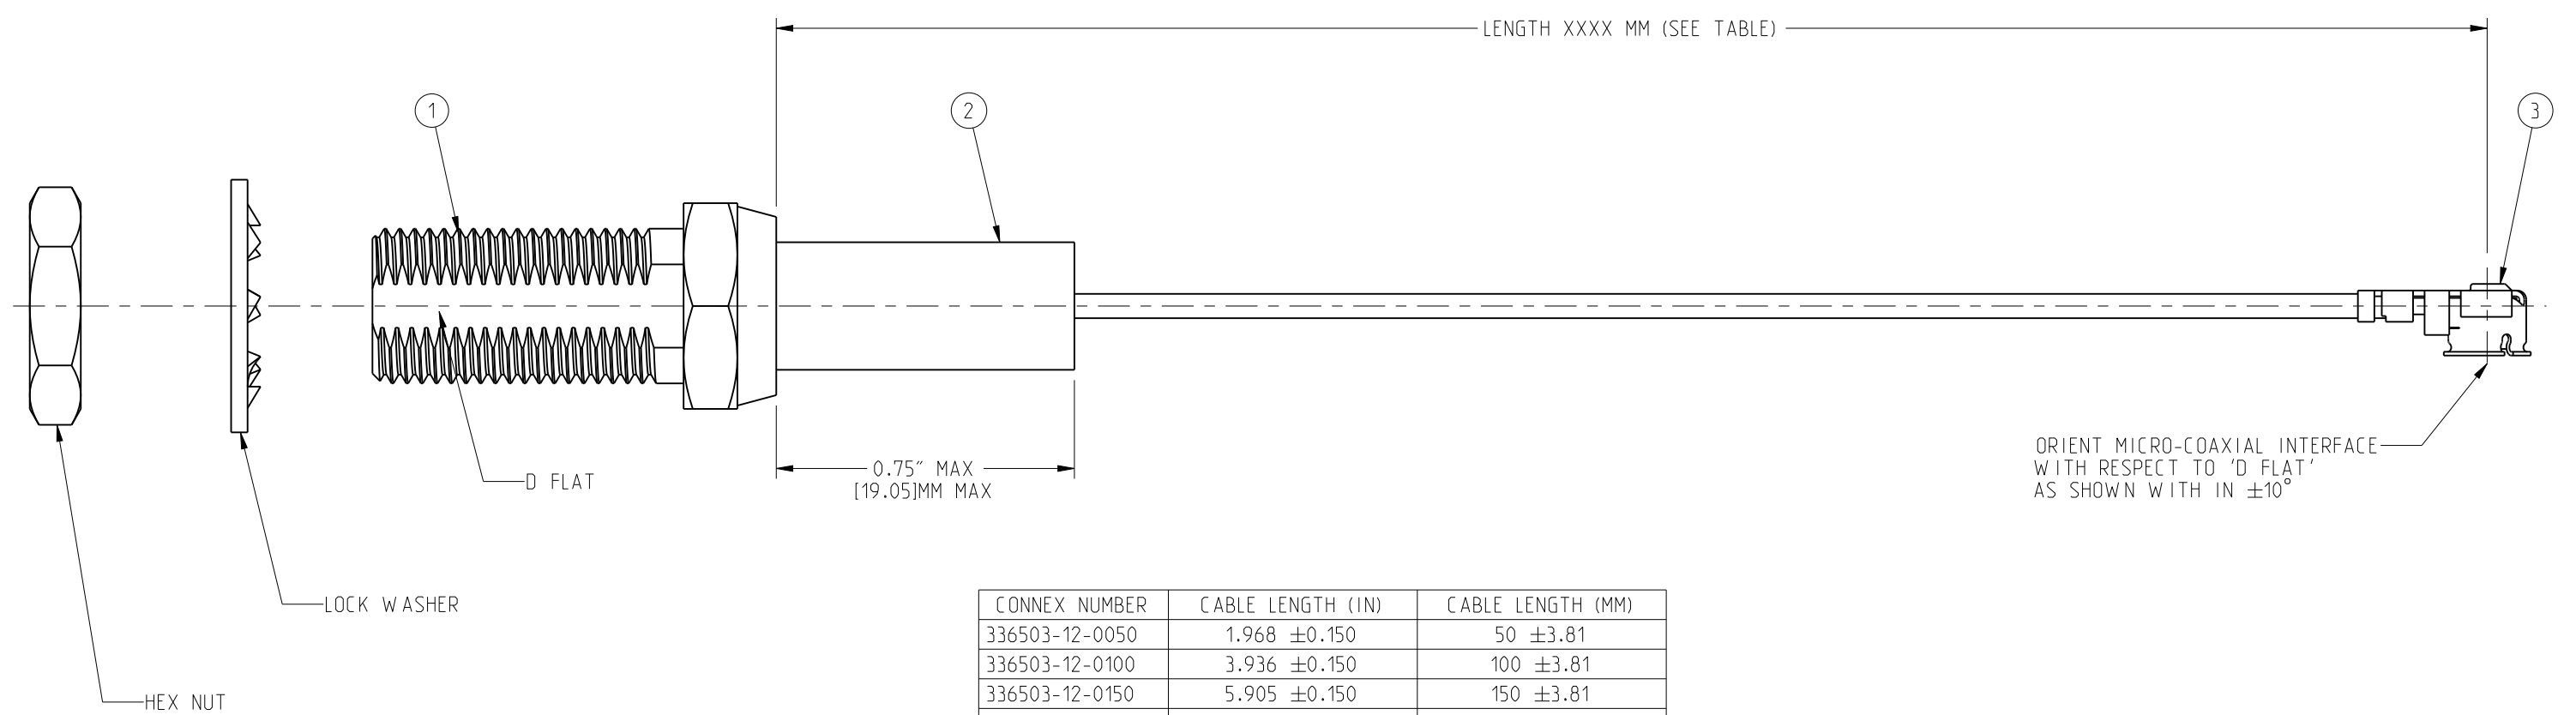 LENGTH XXXX MM (SEE TABLE)
1
2
3
D FLAT
0.75" MAX
[19.05]MM MAX
ORIENT MICRO-COAXIAL INTERFACE
WITH RESPECT TO 'D FLAT'
AS SHOWN WITH IN ±10°
LOCK WASHER
HEX NUT
CONNEX NUMBER CABLE LENGTH (IN) CABLE LENGTH (MM)
336503-12-0050 1.968 ±0.150 50 ±3.81
336503-12-0100 3.936 ±0.150 100 ±3.81
336503-12-0150 5.905 ±0.150 150 ±3.81